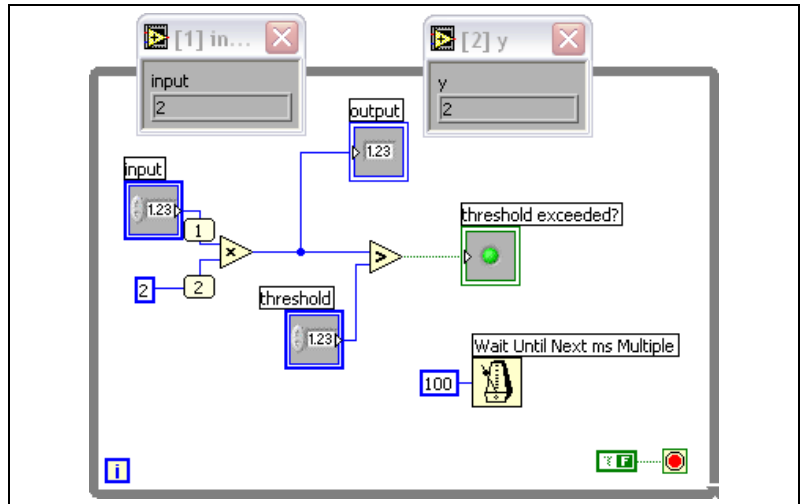 [1] in...
[2] y
input
2
y
2
output
1.23
input
1.23
1
x
>
threshold exceeded?
2
2
threshold
1.23
Wait Until Next ms Multiple
100
i
F